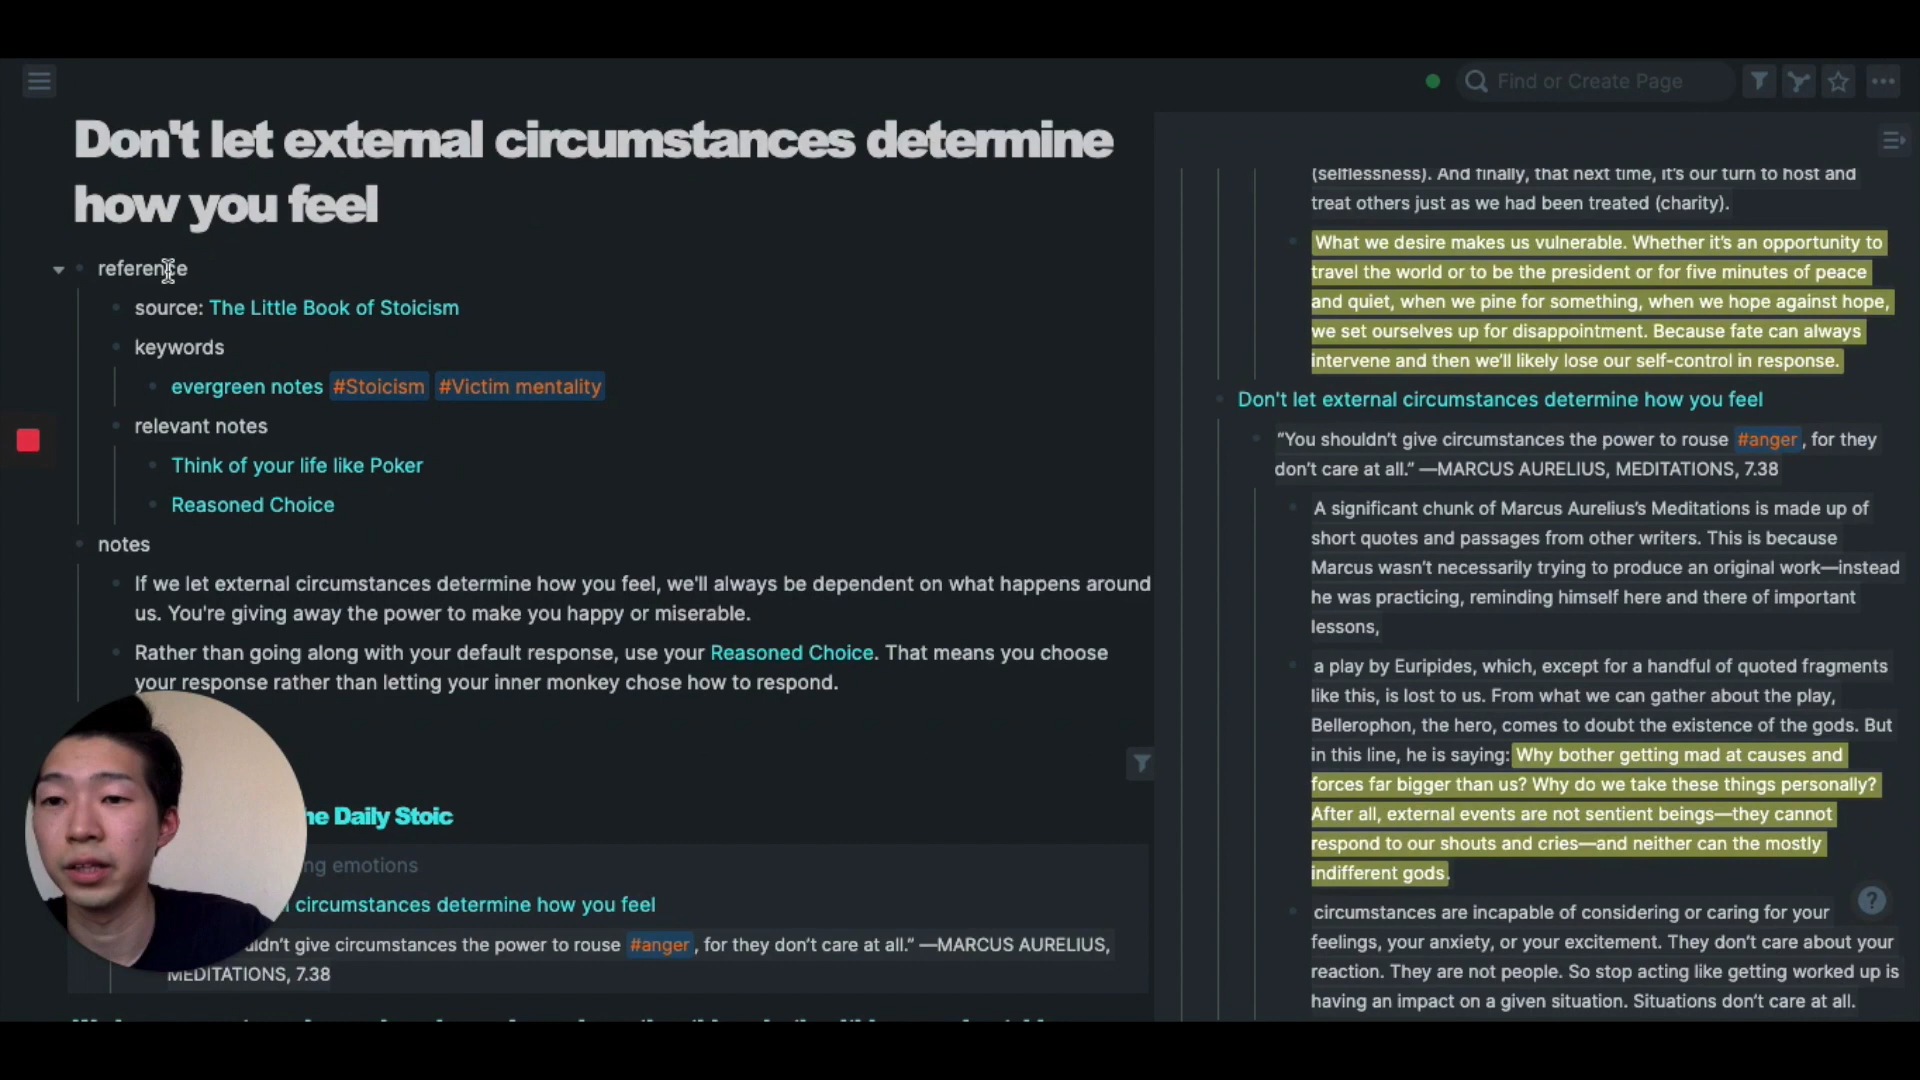 Find or Create Page
Don't let external circumstances determine
how you feel
reference
source: The Little Book of Stoicism
keywords
evergreen notes #Stoicism #Victim mentality
relevant notes
Think of your life like Poker
Reasoned Choice
notes
If we let external circumstances determine how you feel, we'll always be dependent on what happens around
us. You're giving away the power to make you happy or miserable.
Rather than going along with your default response, use your Reasoned Choice. That means you choose
your response rather than letting your inner monkey chose how to respond.
Daily Stoic
emotions
circumstances determine how you feel
give circumstances the power to rouse #anger, for they don't care at all.” —MARCUS AURELIUS,
MEDITATIONS, 7.38
(selflessness). And finally, that next time, it's our turn to host and
treat others just as we had been treated (charity).
What we desire makes us vulnerable. Whether it's an opportunity to
travel the world or to be the president or for five minutes of peace
and quiet, when we pine for something, when we hope against hope,
we set ourselves up for disappointment. Because fate can always
intervene and then we'll likely lose our self-control in response.
Don't let external circumstances determine how you feel
“You shouldn't give circumstances the power to rouse #anger, for they
don't care at all.” —MARCUS AURELIUS, MEDITATIONS, 7.38
A significant chunk of Marcus Aurelius's Meditations is made up of
short quotes and passages from other writers. This is because
Marcus wasn't necessarily trying to produce an original work—instead
he was practicing, reminding himself here and there of important
lessons,
a play by Euripides, which, except for a handful of quoted fragments
like this, is lost to us. From what we can gather about the play,
Bellerophon, the hero, comes to doubt the existence of the gods. But
in this line, he is saying: Why bother getting mad at causes and
forces far bigger than us? Why do we take these things personally?
After all, external events are not sentient beings—they cannot
respond to our shouts and cries—and neither can the mostly
indifferent gods.
circumstances are incapable of considering or caring for your
feelings, your anxiety, or your excitement. They don't care about your
reaction. They are not people. So stop acting like getting worked up is
having an impact on a given situation. Situations don't care at all.
?